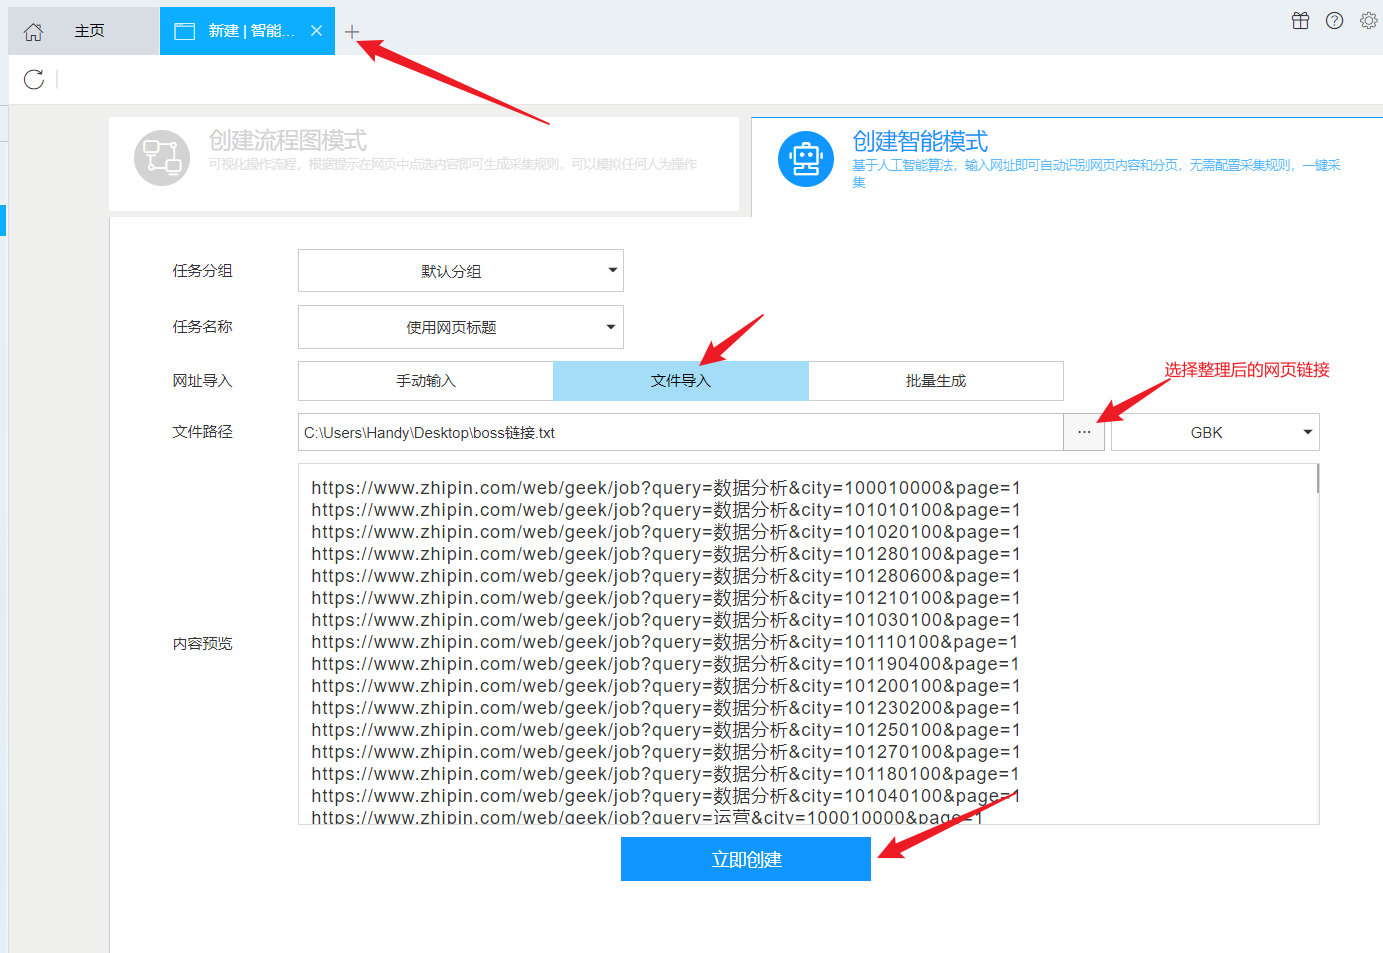 主页
新建 | 智能...
创建流程图模式
可视化操作流程，根据提示在网页中点选内容即可生成采集规则，可以模拟任何人为操作
创建智能模式
基于人工智能算法，输入网址即可自动识别网页内容和分页，无需配置采集规则，一键采
集
任务分组
默认分组
任务名称
使用网页标题
网址导入
手动输入
文件导入
批量生成
选择整理后的网页链接
文件路径
C:\Users\Handy\Desktop\boss链接.txt
...
GBK
内容预览
https://www.zhipin.com/web/geek/job?query=数据分析&city=100010000&page=1
https://www.zhipin.com/web/geek/job?query=数据分析&city=101010100&page=1
https://www.zhipin.com/web/geek/job?query=数据分析&city=101020100&page=1
https://www.zhipin.com/web/geek/job?query=数据分析&city=101280100&page=1
https://www.zhipin.com/web/geek/job?query=数据分析&city=101280600&page=1
https://www.zhipin.com/web/geek/job?query=数据分析&city=101210100&page=1
https://www.zhipin.com/web/geek/job?query=数据分析&city=101030100&page=1
https://www.zhipin.com/web/geek/job?query=数据分析&city=101110100&page=1
https://www.zhipin.com/web/geek/job?query=数据分析&city=101190400&page=1
https://www.zhipin.com/web/geek/job?query=数据分析&city=101200100&page=1
https://www.zhipin.com/web/geek/job?query=数据分析&city=101230200&page=1
https://www.zhipin.com/web/geek/job?query=数据分析&city=101250100&page=1
https://www.zhipin.com/web/geek/job?query=数据分析&city=101270100&page=1
https://www.zhipin.com/web/geek/job?query=数据分析&city=101180100&page=1
https://www.zhipin.com/web/geek/job?query=数据分析&city=101040100&page=1
https://www.zhipin.com/web/geek/job?query=运营&city=100010000&page=1
立即创建